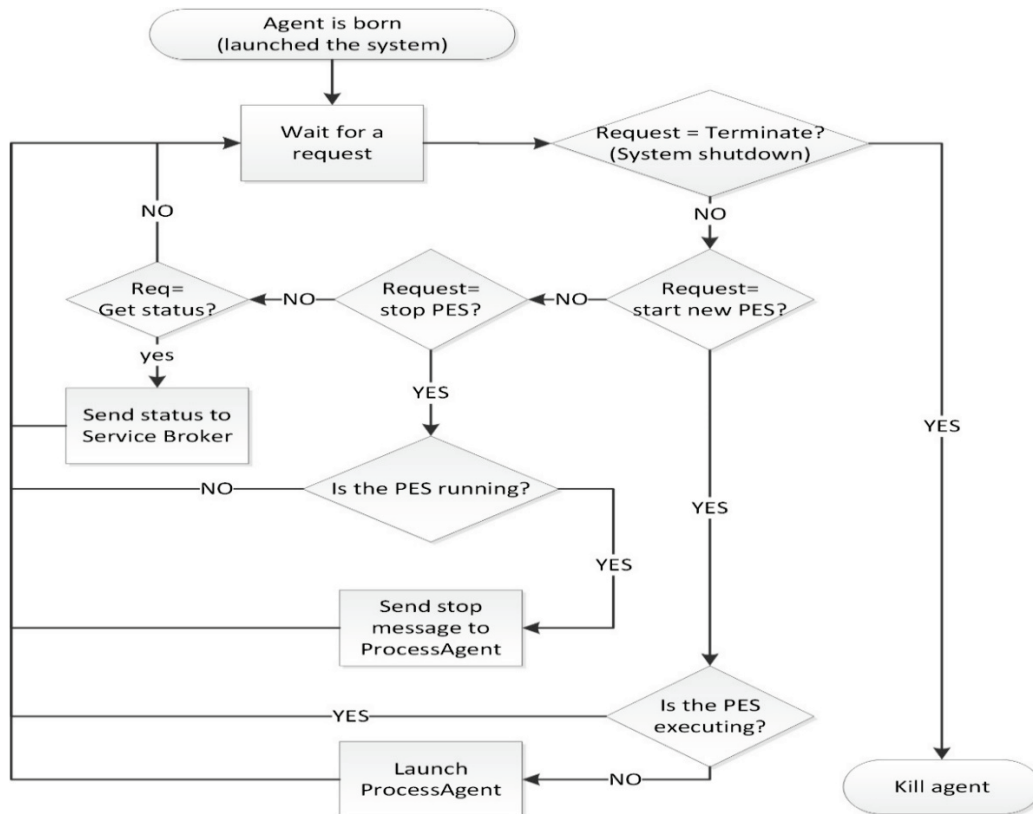 Agent is born
(launched the system)
Wait for a
request
Request = Terminate?
(System shutdown)
NO
NO
Req=
Get status?
NO
Request=
stop PES?
NO
Request=
start new PES?
yes
YES
Send status to
Service Broker
YES
NO
Is the PES running?
YES
YES
Send stop
message to
ProcessAgent
Is the PES
executing?
YES
Launch
ProcessAgent
NO
Kill agent